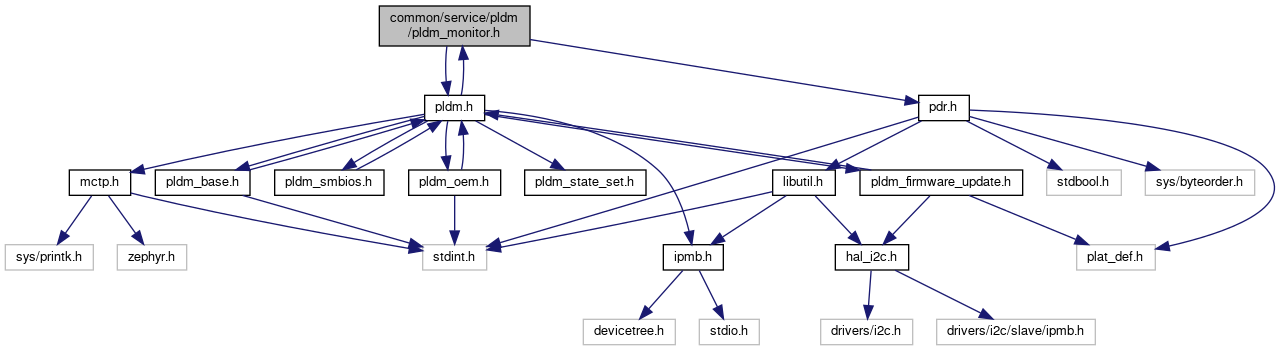 common/service/pldm
/pldm_monitor.h
pldm.h
pdr.h
mctp.h
pldm_base.h
pldm_smbios.h
pldm_oem.h
pldm_state_set.h
libutil.h
pldm_firmware_update.h
stdbool.h
sys/byteorder.h
sys/printk.h
zephyr.h
stdint.h
ipmb.h
hal_i2c.h
plat_def.h
devicetree.h
stdio.h
drivers/i2c.h
drivers/i2c/slave/ipmb.h